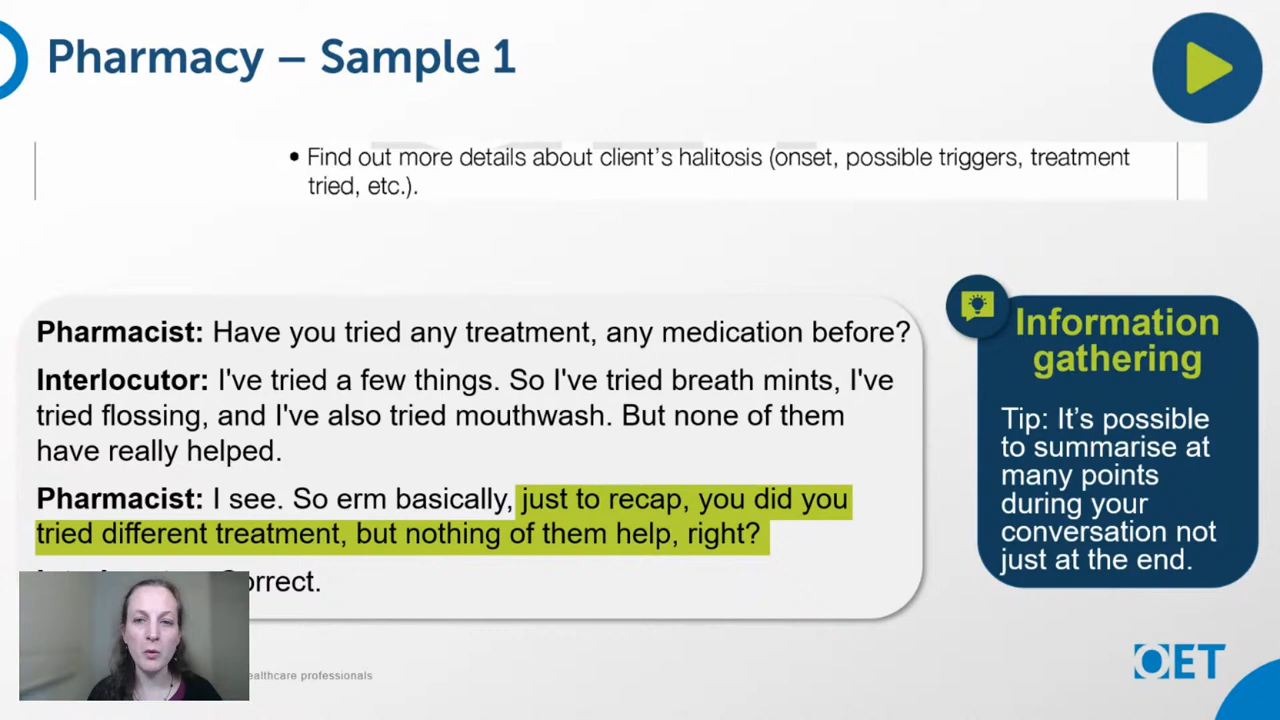 Pharmacy – Sample 1
• Find out more details about client's halitosis (onset, possible triggers, treatment
tried, etc.).
Pharmacist: Have you tried any treatment, any medication before?
Interlocutor: I've tried a few things. So I've tried breath mints, I've
tried flossing, and I've also tried mouthwash. But none of them
have really helped.
Pharmacist: I see. So erm basically, just to recap, you did you
tried different treatment, but nothing of them help, right?
Correct.
Information
gathering
Tip: It's possible
to summarise at
many points
during your
conversation not
just at the end.
healthcare professionals
OET